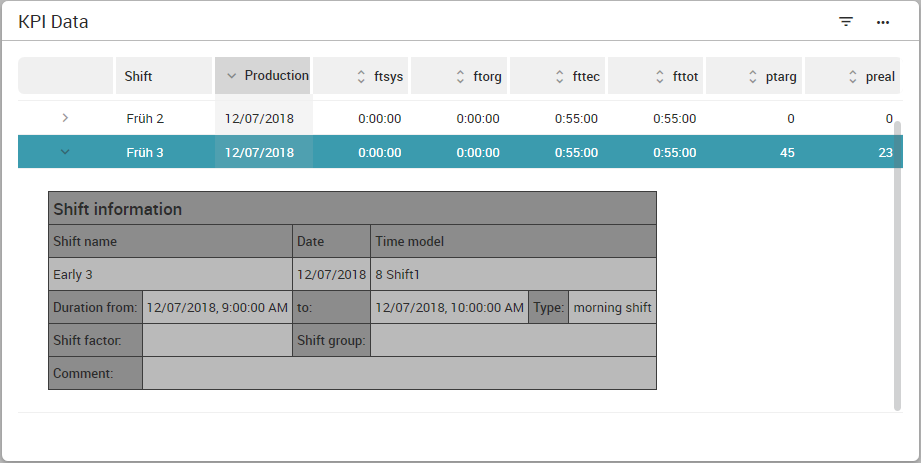 KPI Data
Shift Production ftsys ftorg fttec fttot ptarg preal
Früh 2 12/07/2018 0:00:00 0:00:00 0:55:00 0:55:00 0 0
Früh 3 12/07/2018 0:00:00 0:00:00 0:55:00 0:55:00 45 23
Shift information
Shift name Date Time model
Early 3 12/07/2018 8 Shift1
Duration from: 12/07/2018, 9:00:00 AM to: 12/07/2018, 10:00:00 AM Type: morning shift
Shift factor: Shift group:
Comment: